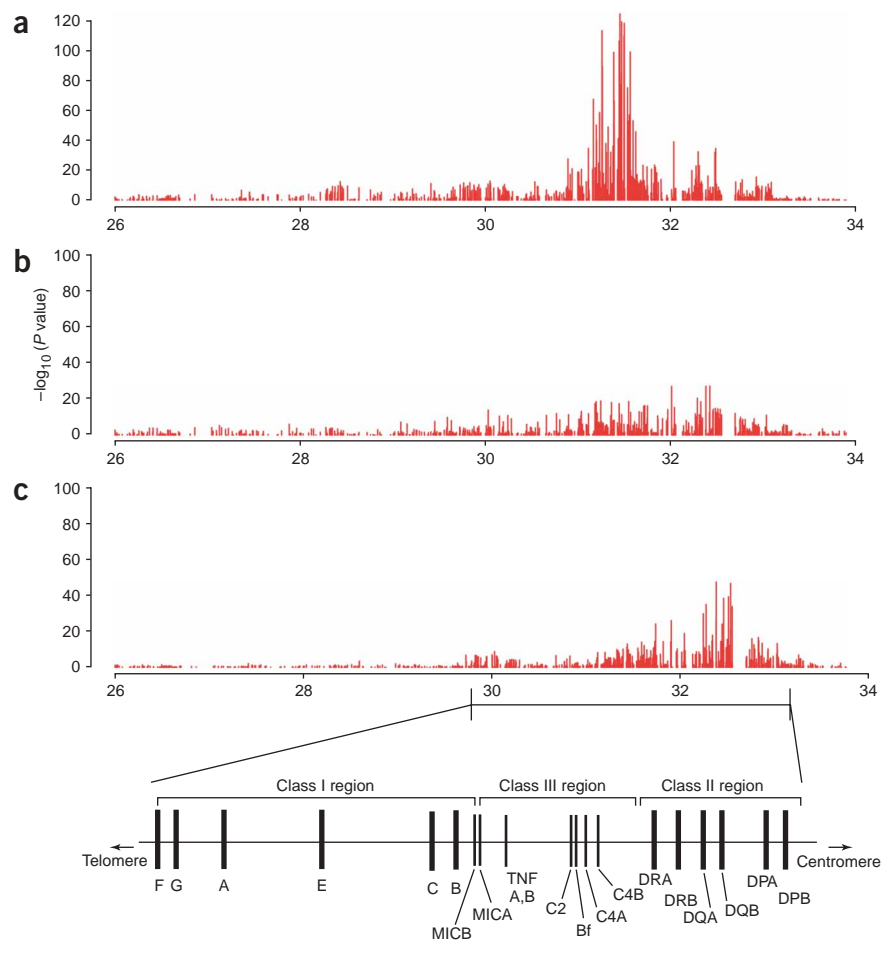 a
120
100
80
60
40
20
0
26 28 30 32 34
b
100
80
60
40
20
0
–log10 (P value)
26 28 30 32 34
c
100
80
60
40
20
0
26 28 30 32 34
Class I region Class III region Class II region
Telomere Centromere
F G A E C B MICB MICA TNF A,B C2 Bf C4A C4B DRA DRB DQA DQB DPA DPB